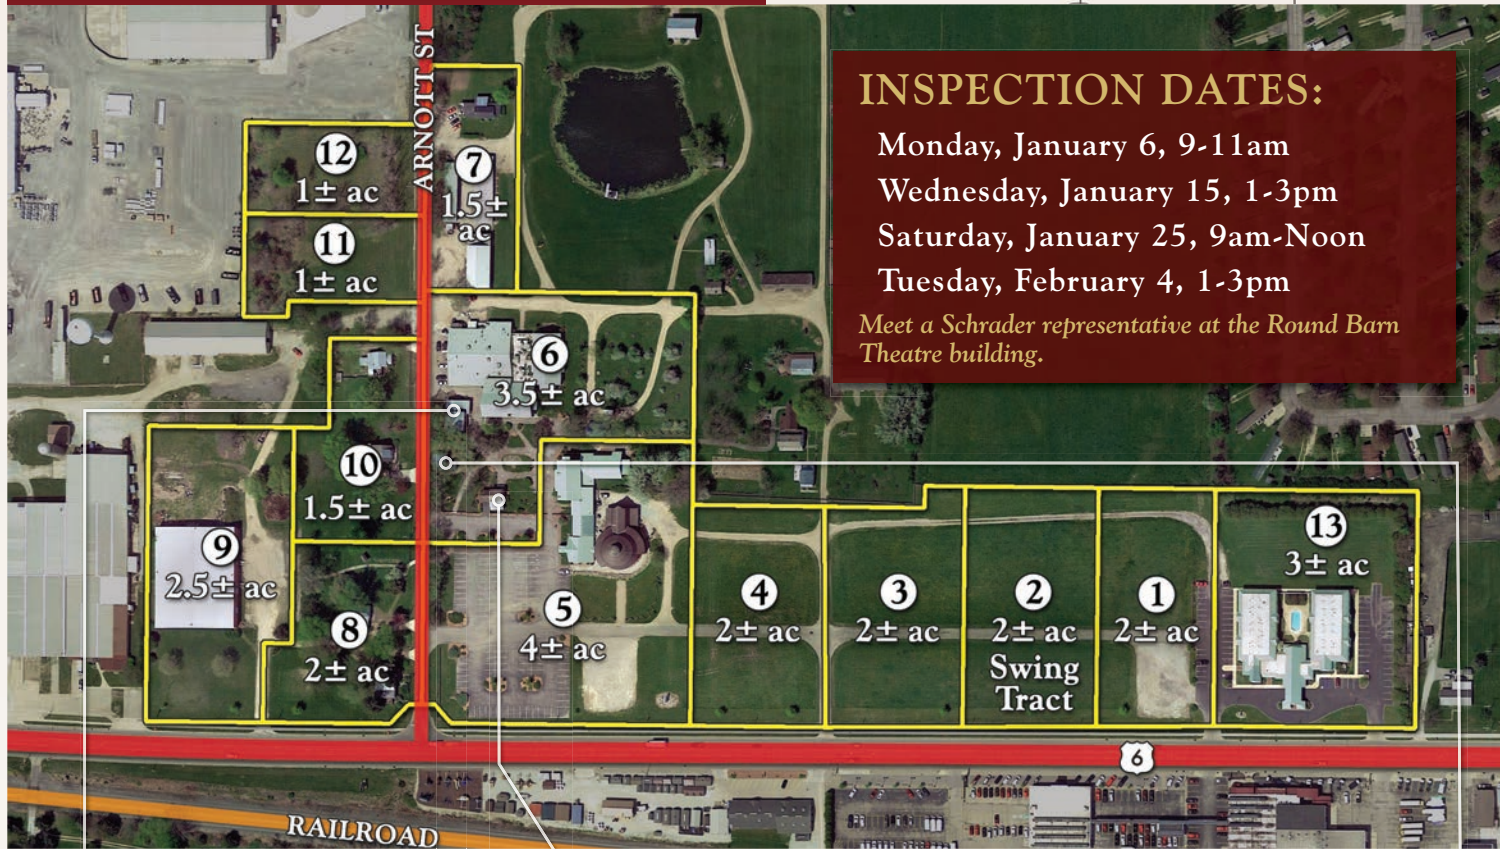 INSPECTION DATES:
Monday, January 6, 9-11am
Wednesday, January 15, 1-3pm
Saturday, January 25, 9am-Noon
Tuesday, February 4, 1-3pm
Meet a Schrader representative at the Round Barn
Theatre building.
ARNOTT ST
12
1± ac
11
1± ac
7
1.5±
ac
6
3.5± ac
10
1.5± ac
9
2.5± ac
8
2± ac
5
4± ac
4
2± ac
3
2± ac
2
2± ac
Swing
Tract
1
2± ac
13
3± ac
6
RAILROAD